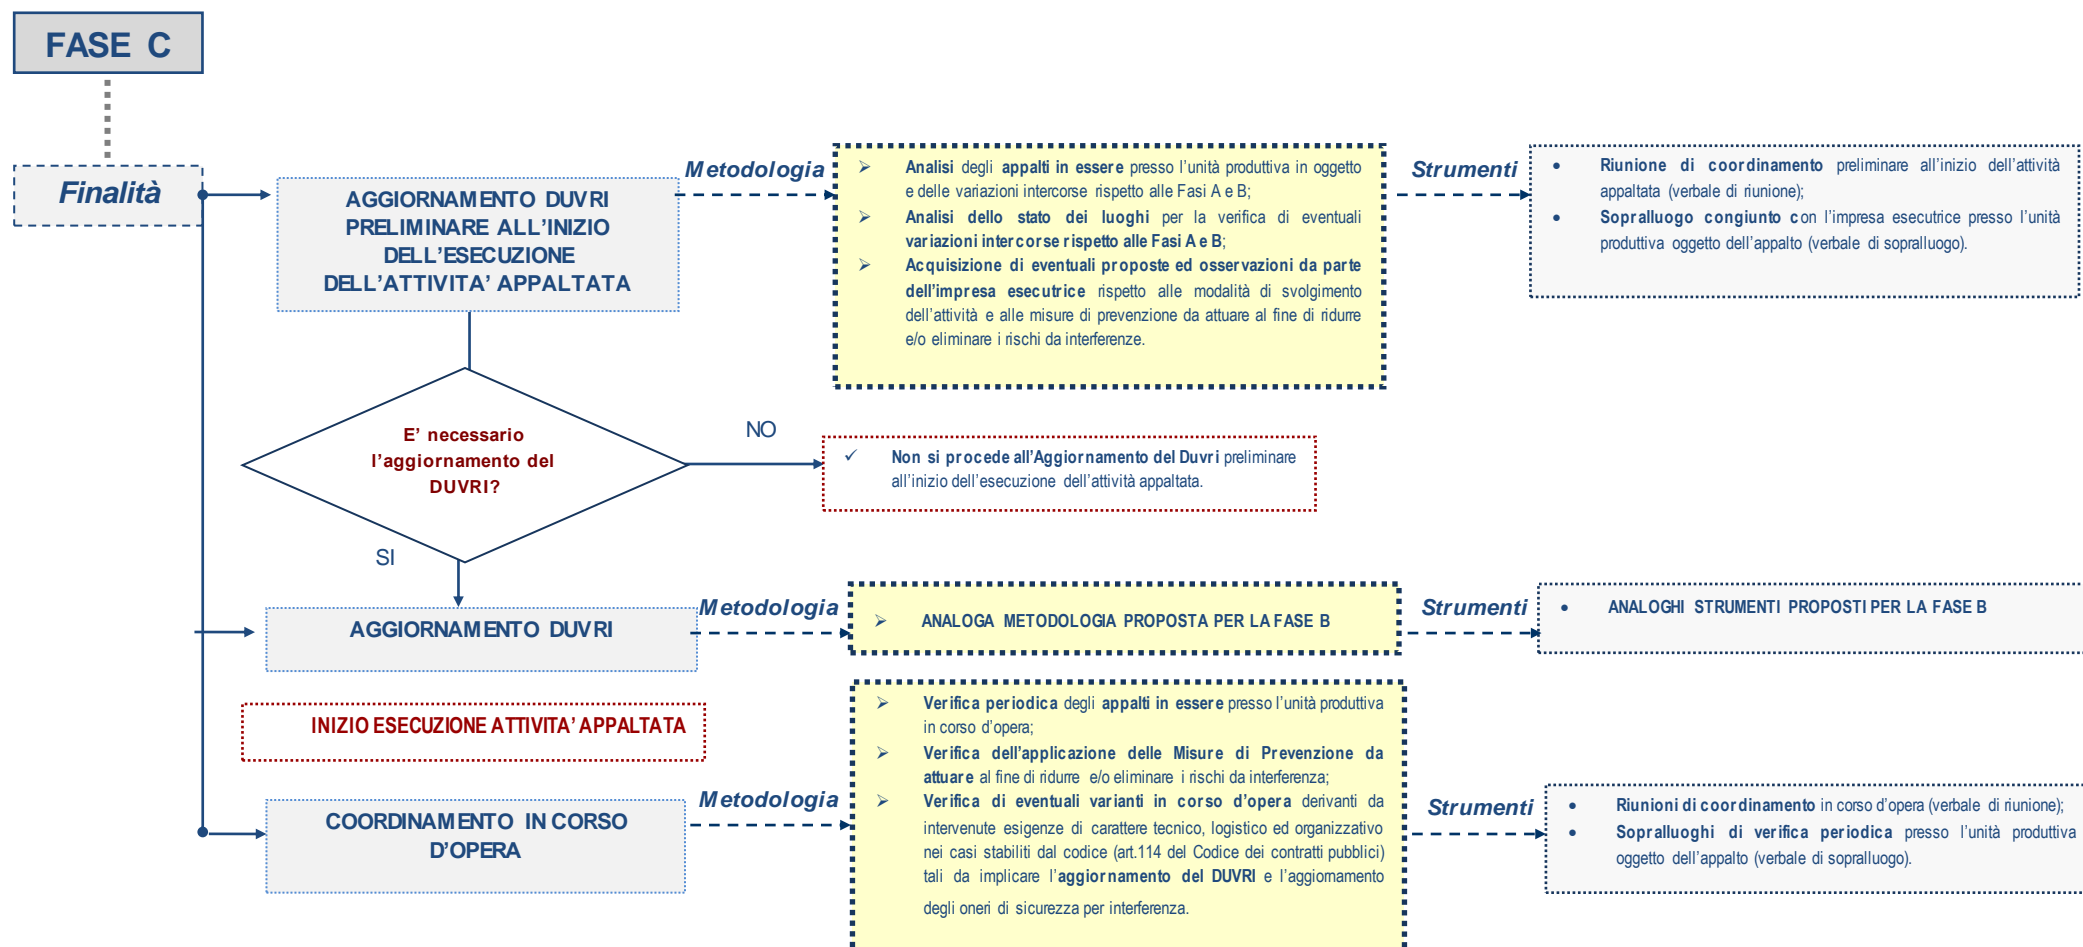 FASE C
Finalità
AGGIORNAMENTO DUVRI
PRELIMINARE ALL’INIZIO
DELL’ESECUZIONE
DELL’ATTIVITA’ APPALTATA
Metodologia
➢ Analisi degli appalti in essere presso l’unità produttiva in oggetto
e delle variazioni intercorse rispetto alle Fasi A e B;
➢ Analisi dello stato dei luoghi per la verifica di eventuali
variazioni intercorse rispetto alle Fasi A e B;
➢ Acquisizione di eventuali proposte ed osservazioni da parte
dell’impresa esecutrice rispetto alle modalità di svolgimento
dell’attività e alle misure di prevenzione da attuare al fine di ridurre
e/o eliminare i rischi da interferenze.
Strumenti
• Riunione di coordinamento preliminare all’inizio dell’attività
appaltata (verbale di riunione);
• Sopralluogo congiunto con l’impresa esecutrice presso l’unità
produttiva oggetto dell’appalto (verbale di sopralluogo).
E’ necessario
l’aggiornamento del
DUVRI?
NO
✓ Non si procede all’Aggiornamento del Duvri preliminare
all’inizio dell’esecuzione dell’attività appaltata.
SI
AGGIORNAMENTO DUVRI
Metodologia
➢ ANALOGA METODOLOGIA PROPOSTA PER LA FASE B
Strumenti
• ANALOGHI STRUMENTI PROPOSTI PER LA FASE B
INIZIO ESECUZIONE ATTIVITA’ APPALTATA
COORDINAMENTO IN CORSO
D’OPERA
Metodologia
➢ Verifica periodica degli appalti in essere presso l’unità produttiva
in corso d’opera;
➢ Verifica dell’applicazione delle Misure di Prevenzione da
attuare al fine di ridurre e/o eliminare i rischi da interferenza;
➢ Verifica di eventuali varianti in corso d’opera derivanti da
intervenute esigenze di carattere tecnico, logistico ed organizzativo
nei casi stabiliti dal codice (art.114 del Codice dei contratti pubblici)
tali da implicare l’aggiornamento del DUVRI e l’aggiornamento
degli oneri di sicurezza per interferenza.
Strumenti
• Riunioni di coordinamento in corso d’opera (verbale di riunione);
• Sopralluoghi di verifica periodica presso l’unità produttiva
oggetto dell’appalto (verbale di sopralluogo).